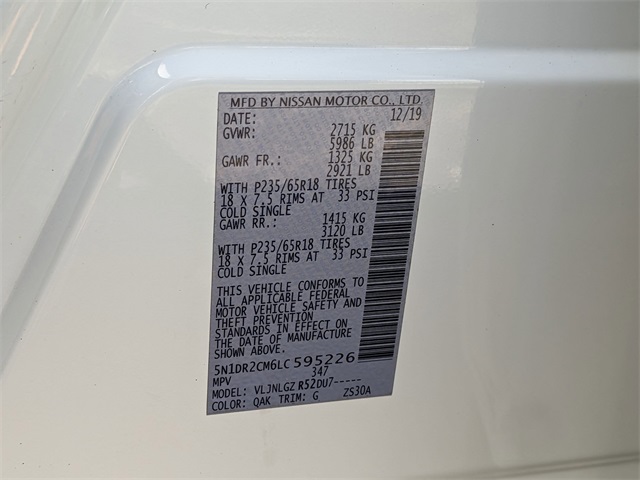 MFD BY NISSAN MOTOR CO., LTD.
DATE: 12/19
GVWR: 2715 KG
5986 LB
GAWR FR.: 1325 KG
2921 LB
WITH P235/65R18 TIRES
18 X 7.5 RIMS AT 33 PSI
COLD SINGLE
GAWR RR.: 1415 KG
3120 LB
WITH P235/65R18 TIRES
18 X 7.5 RIMS AT 33 PSI
COLD SINGLE
THIS VEHICLE CONFORMS TO
ALL APPLICABLE FEDERAL
MOTOR VEHICLE SAFETY AND
THEFT PREVENTION
STANDARDS IN EFFECT ON
THE DATE OF MANUFACTURE
5N1DR2CM6LC595226
MPV 347
MODEL: VLJNLGZ R52DU7-----
COLOR: QAK TRIM: G ZS30A